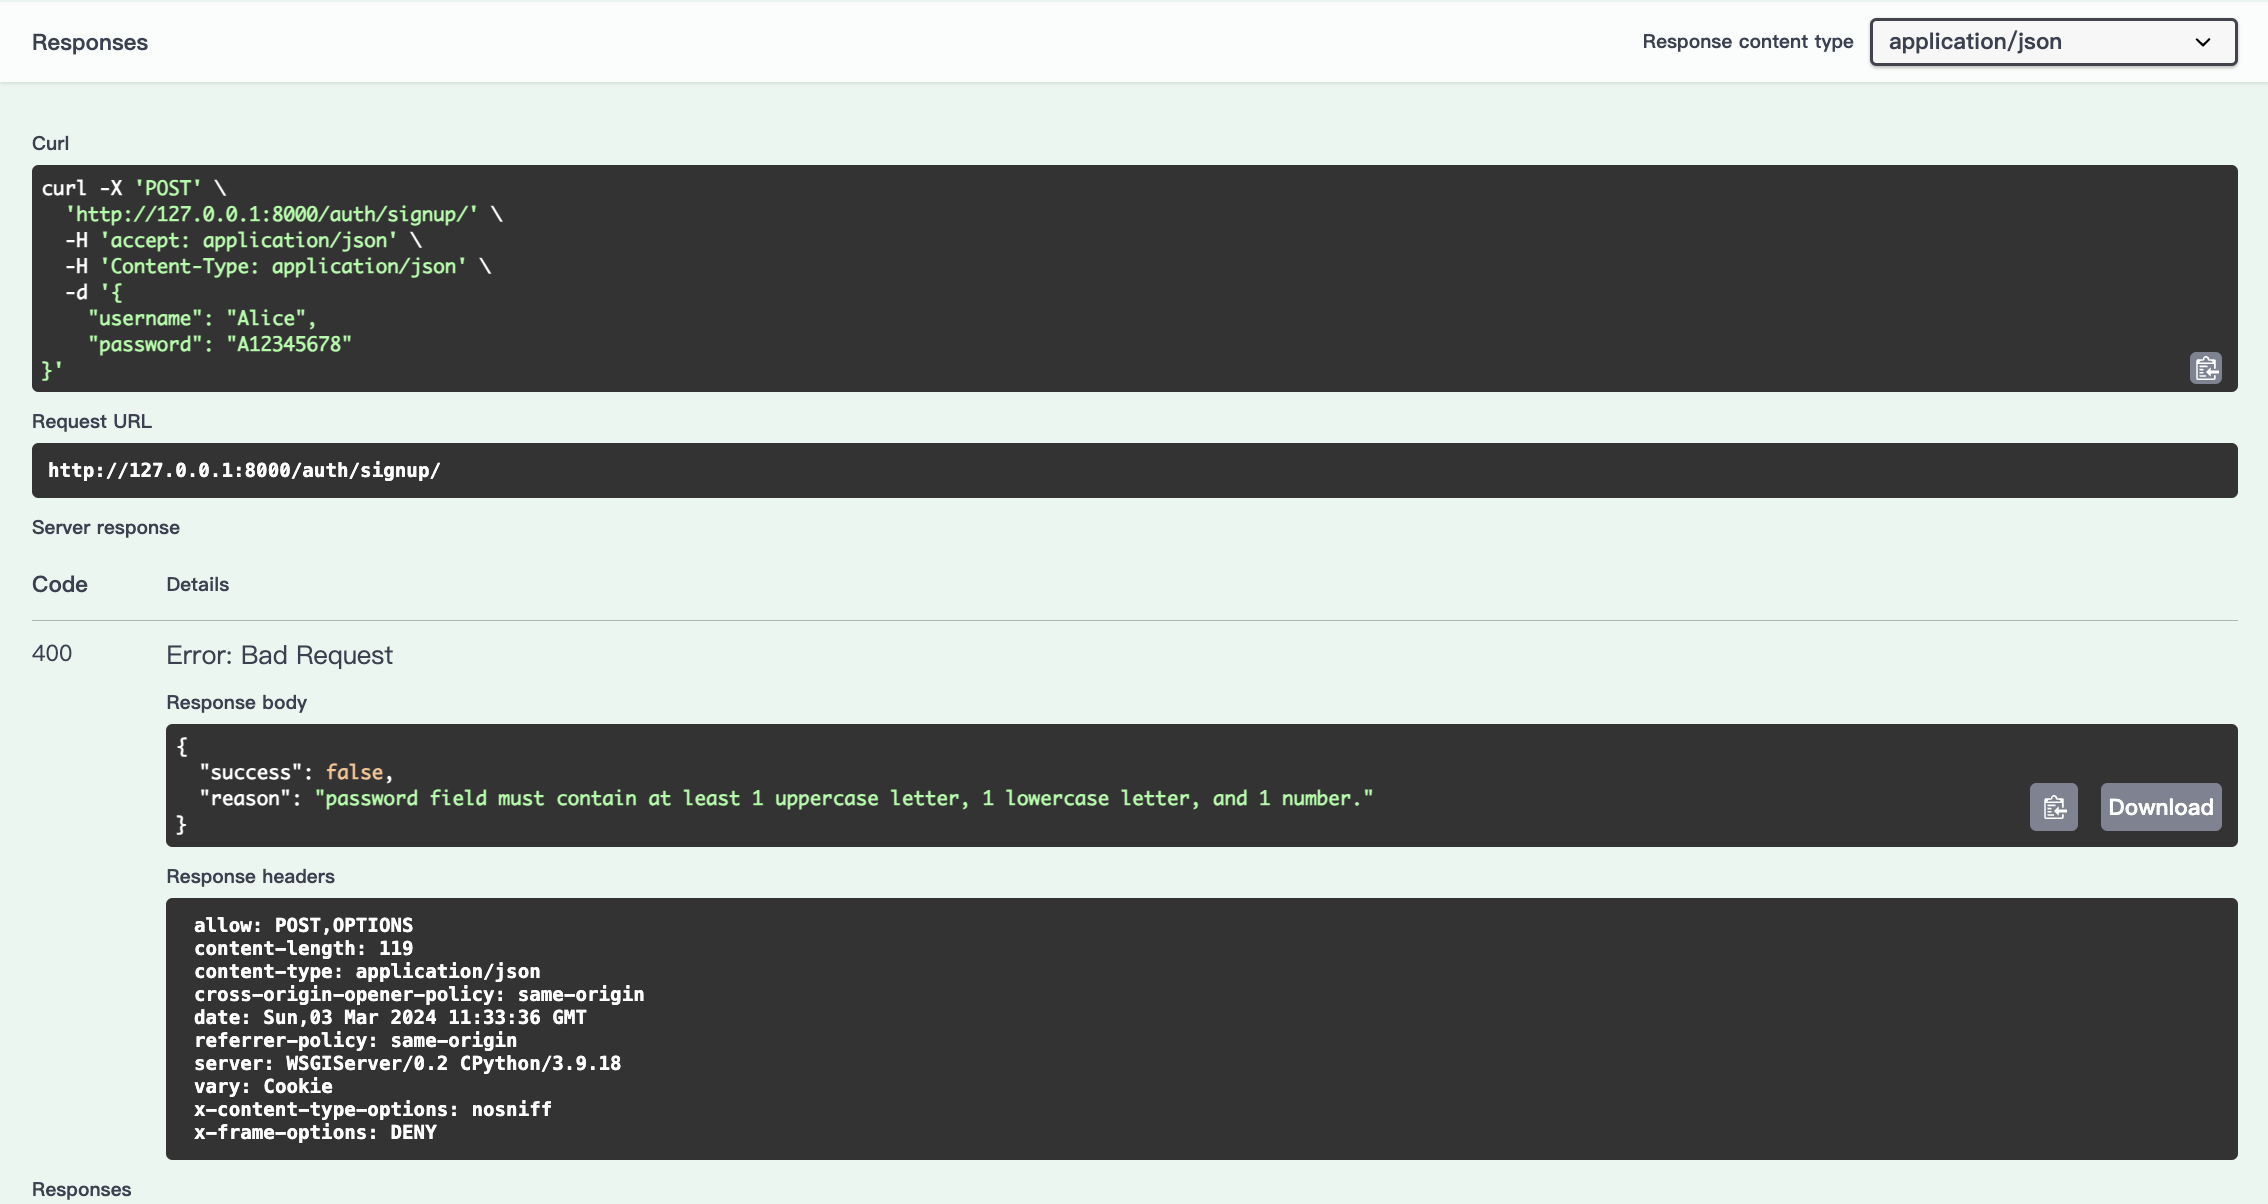 Responses
Response content type
application/json
Curl
curl -X 'POST' \
  'http://127.0.0.1:8000/auth/signup/' \
  -H 'accept: application/json' \
  -H 'Content-Type: application/json' \
  -d '{
    "username": "Alice",
    "password": "A12345678"
}'
Request URL
http://127.0.0.1:8000/auth/signup/
Server response
Code Details
400 Error: Bad Request
Response body
{
  "success": false,
  "reason": "password field must contain at least 1 uppercase letter, 1 lowercase letter, and 1 number."
}
Download
Response headers
allow: POST,OPTIONS
content-length: 119
content-type: application/json
cross-origin-opener-policy: same-origin
date: Sun,03 Mar 2024 11:33:36 GMT
referrer-policy: same-origin
server: WSGIServer/0.2 CPython/3.9.18
vary: Cookie
x-content-type-options: nosniff
x-frame-options: DENY
Responses